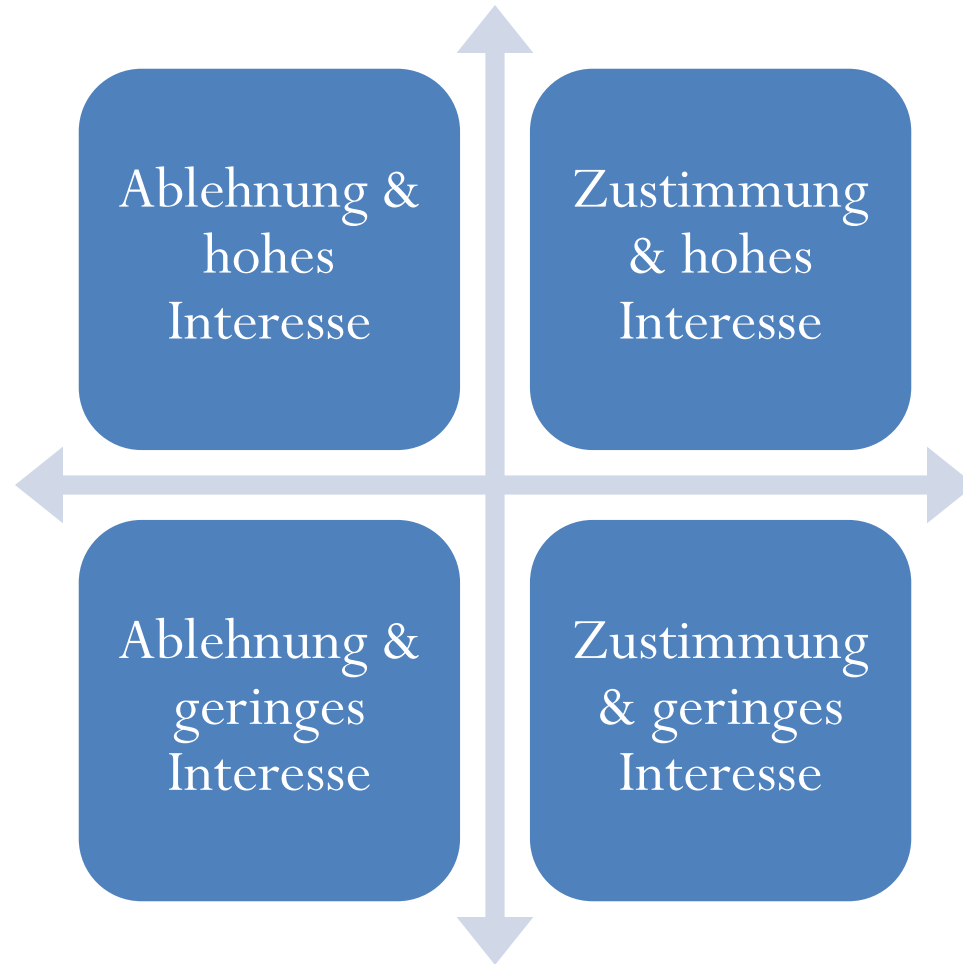 Ablehnung &
hohes
Interesse
Zustimmung
& hohes
Interesse
Ablehnung &
geringes
Interesse
Zustimmung
& geringes
Interesse